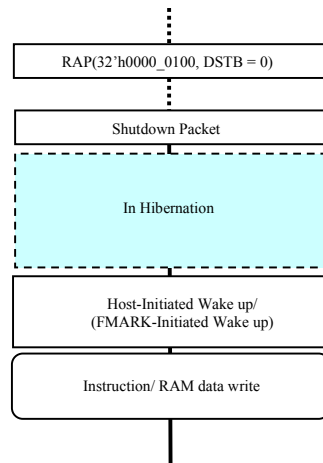 RAP(32’h0000_0100, DSTB = 0)
Shutdown Packet
In Hibernation
Host-Initiated Wake up/
(FMARK-Initiated Wake up)
Instruction/ RAM data write